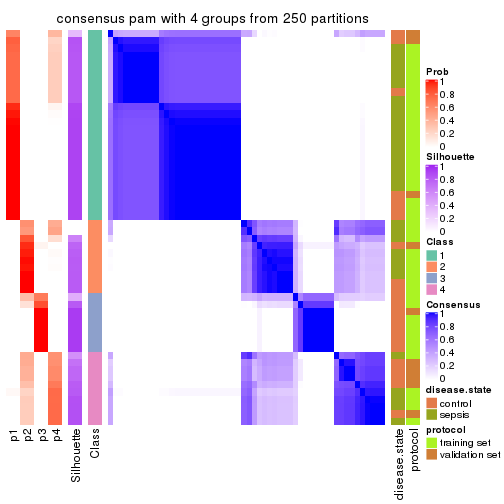 consensus pam with 4 groups from 250 partitions
Prob
1
0.8
0.6
0.4
0.2
0
Silhouette
1
0.8
0.6
0.4
0.2
0
Class
1
2
3
4
Consensus
1
0.8
0.6
0.4
0.2
0
disease.state
control
sepsis
protocol
training set
validation set
p1
p2
p3
p4
Silhouette
Class
disease.state
protocol